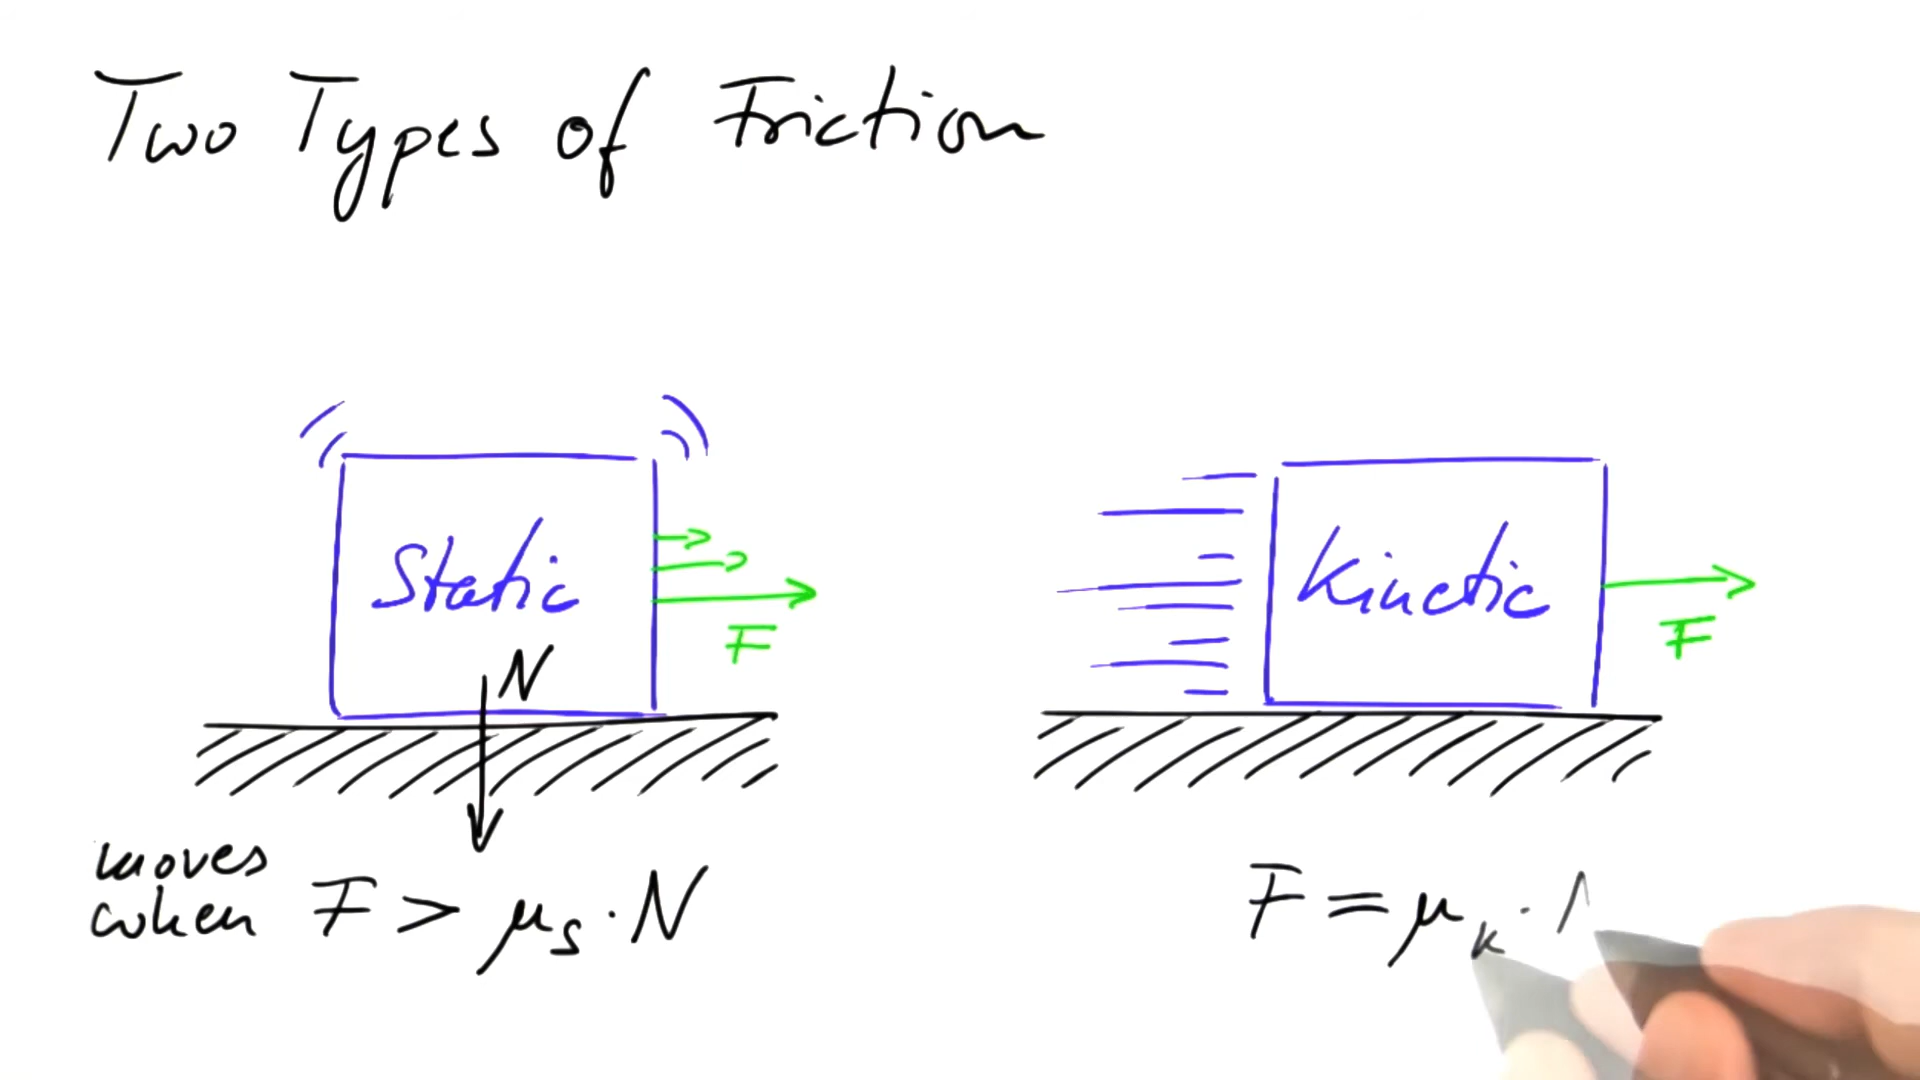 Two Types of Friction
Static
N
F
moves
when F > μs · N
Kinetic
F
F = μk ·